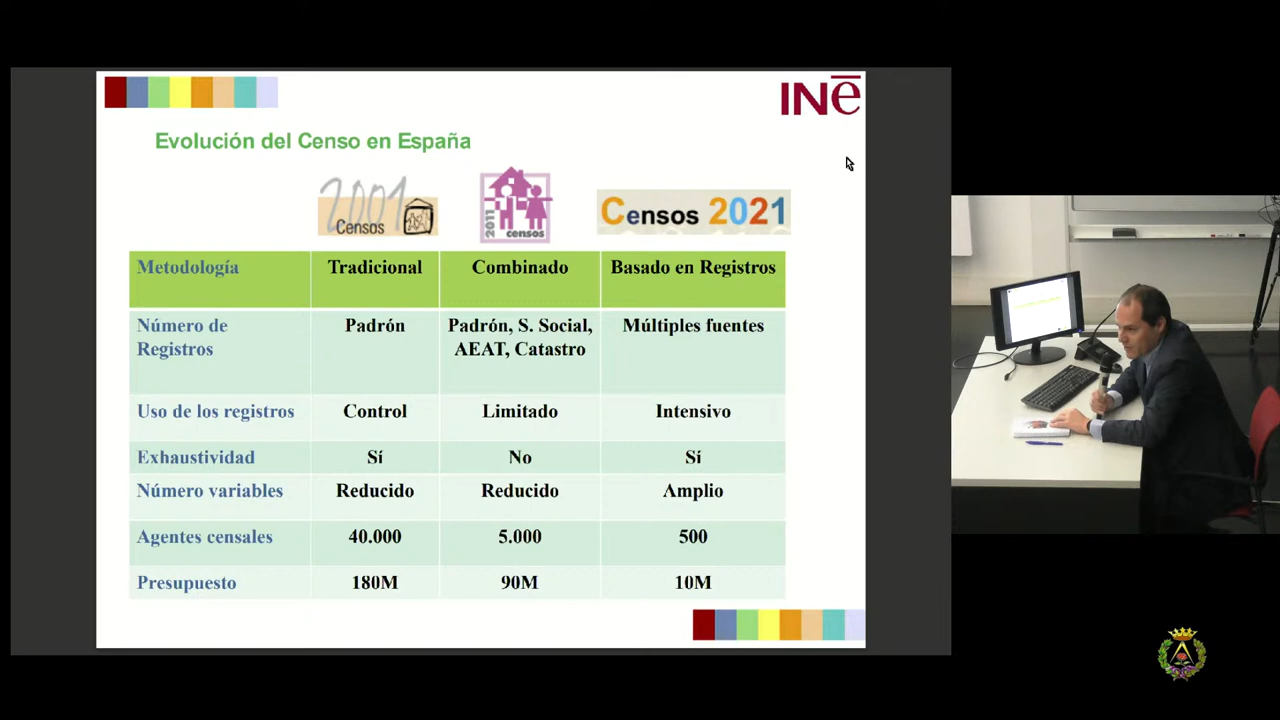 INe
Evolución del Censo en España
2001
Censos
2011
censos
Censos 2021
Metodología
Tradicional
Combinado
Basado en Registros
Número de
Registros
Padrón
Padrón, S. Social,
AEAT, Catastro
Múltiples fuentes
Uso de los registros
Control
Limitado
Intensivo
Exhaustividad
Sí
No
Sí
Número variables
Reducido
Reducido
Amplio
Agentes censales
40.000
5.000
500
Presupuesto
180M
90M
10M